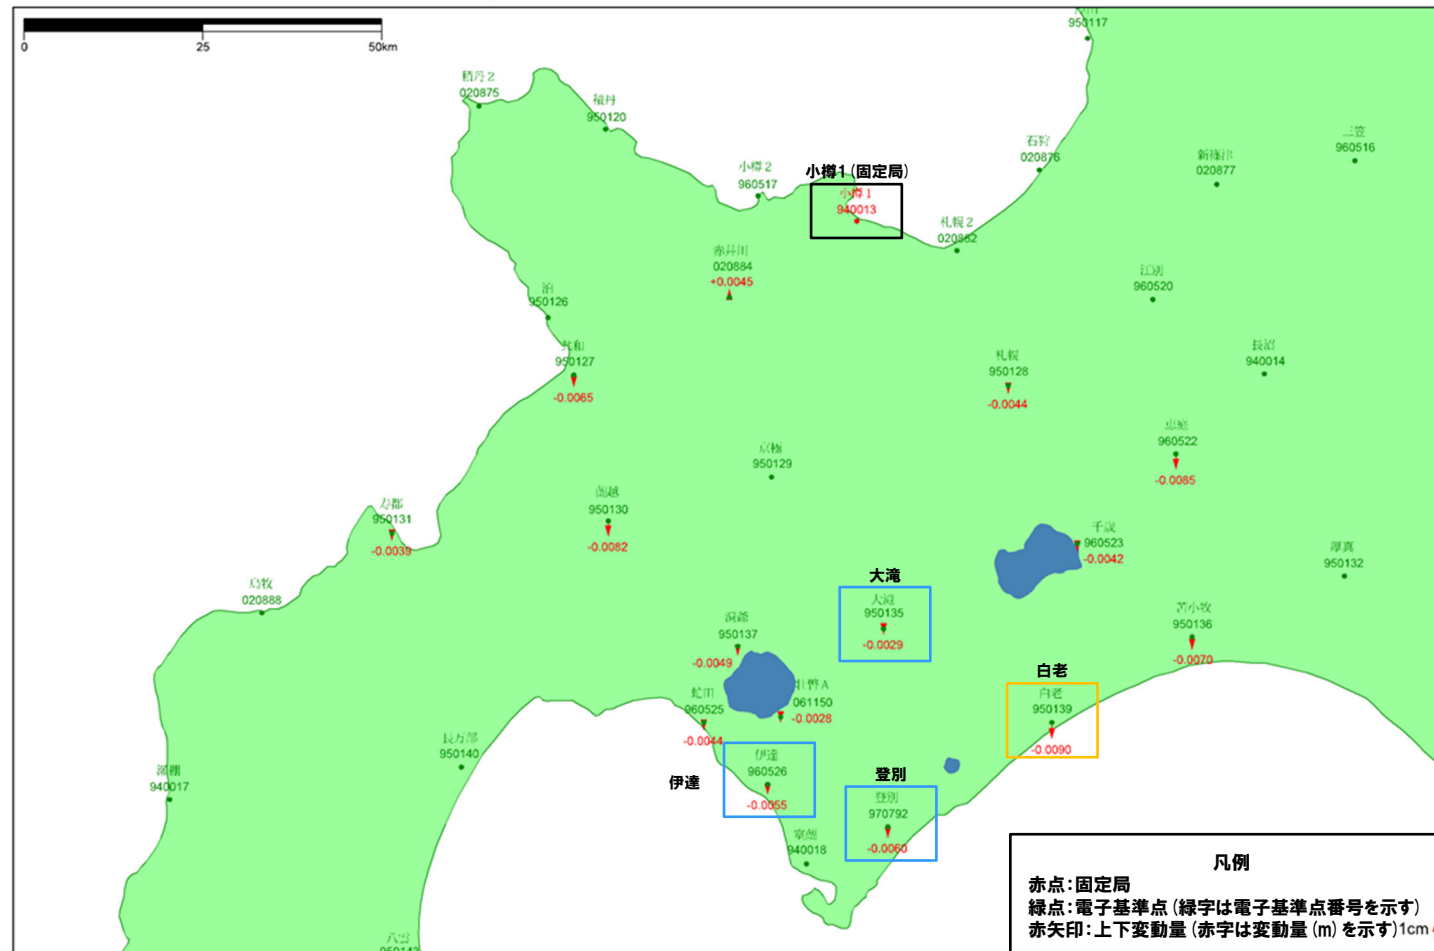 0
25
50km
950117
積丹2
020875
積丹
950120
小樽2
960517
小樽1(固定局)
小樽1
940013
石狩
020876
新篠津
020877
三笠
960516
札幌2
020882
赤井川
020884
+0.0045
江別
960520
泊
950126
共和
950127
-0.0065
札幌
950128
-0.0044
長沼
940014
恵庭
960522
-0.0085
京極
950129
蘭越
950130
-0.0082
寿都
950131
-0.0039
千歳
960523
-0.0042
厚真
950132
島牧
020888
大滝
大滝
950135
-0.0029
苫小牧
950136
-0.0070
洞爺
950137
-0.0049
壮瞥A
061150
-0.0028
虻田
960525
-0.0044
白老
白老
950139
-0.0090
長万部
950140
伊達
伊達
960526
-0.0055
登別
登別
970792
-0.0060
940017
室蘭
940018
八雲
950143
凡例
赤点:固定局
緑点:電子基準点(緑字は電子基準点番号を示す)
赤矢印:上下変動量(赤字は変動量(m)を示す)1cm